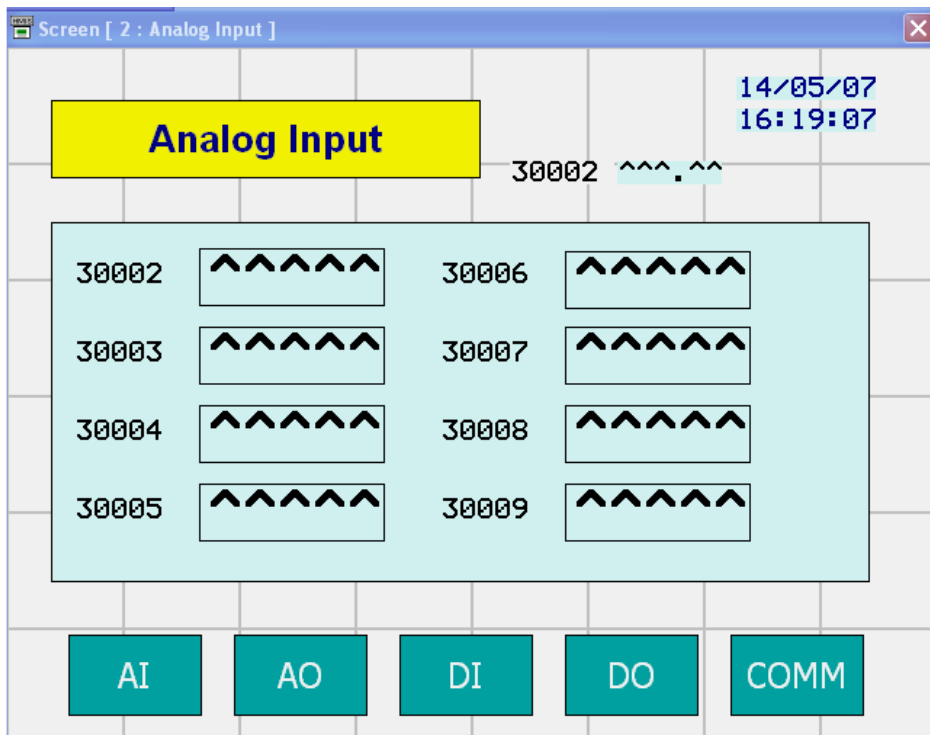 Screen [ 2 : Analog Input ]
14/05/07
16:19:07
Analog Input
30002 ^^^.^^
30002 ^^^^^ 30006 ^^^^^
30003 ^^^^^ 30007 ^^^^^
30004 ^^^^^ 30008 ^^^^^
30005 ^^^^^ 30009 ^^^^^
AI AO DI DO COMM